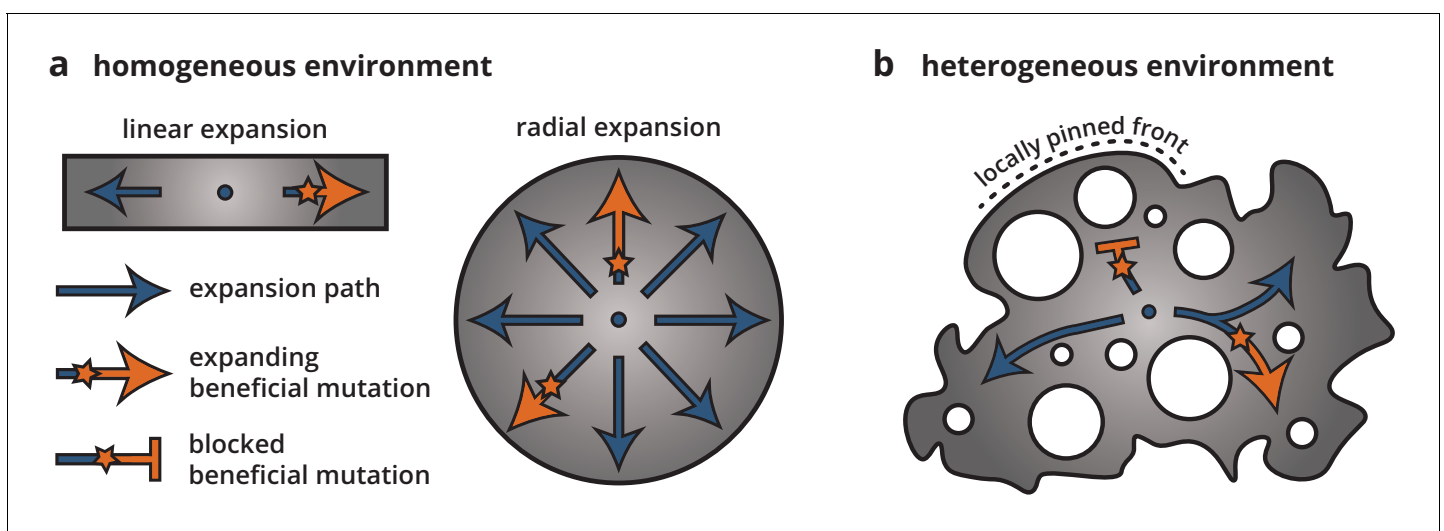 a homogeneous environment
linear expansion
radial expansion
expansion path
expanding
beneficial mutation
blocked
beneficial mutation
b heterogeneous environment
locally pinned front